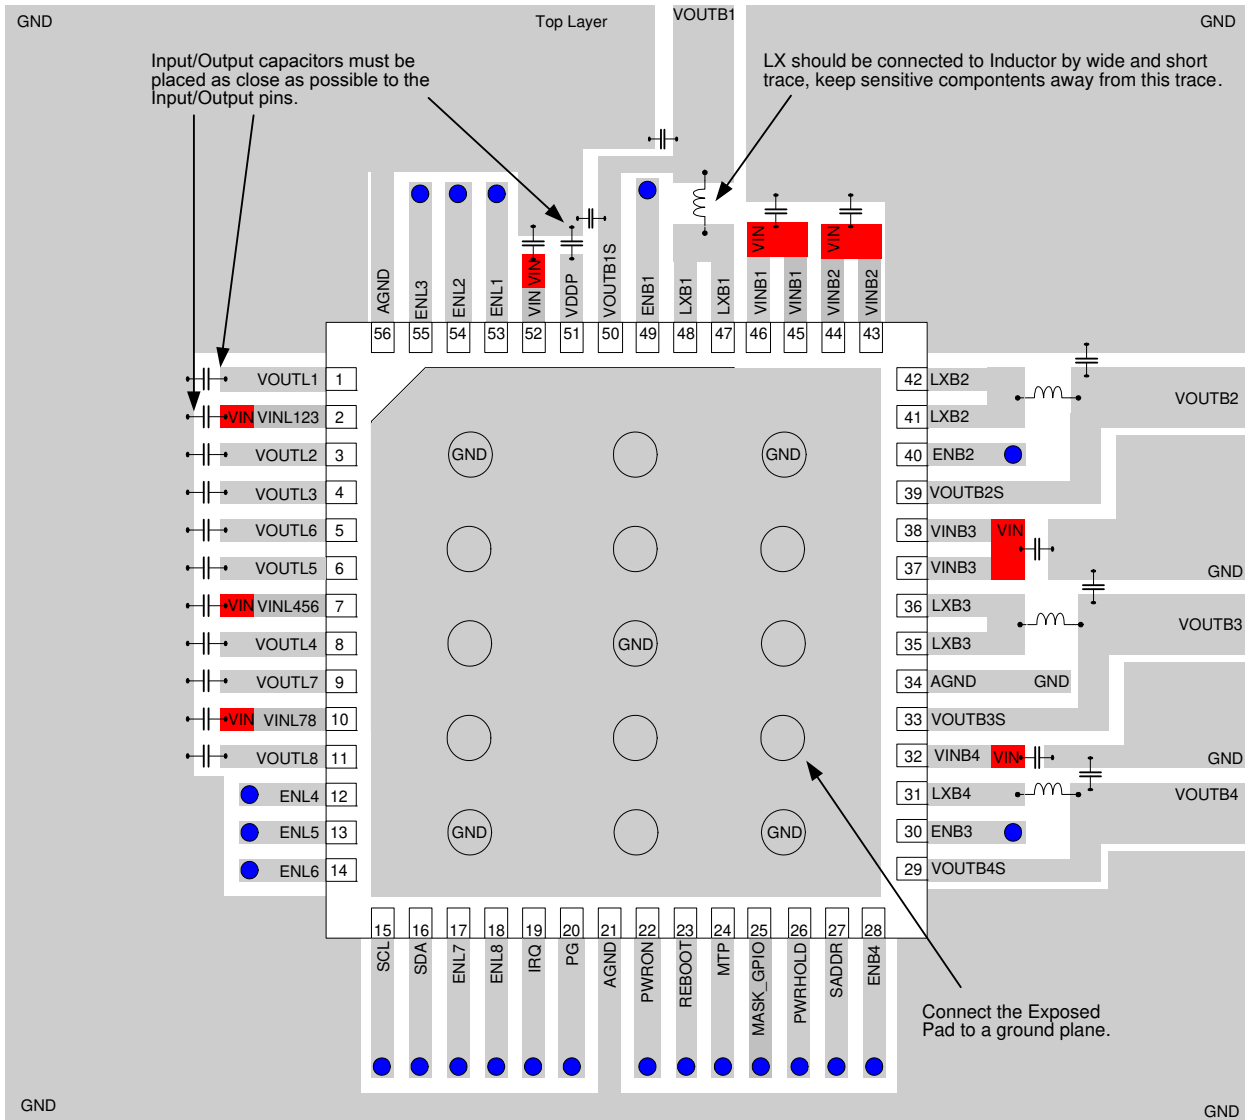 GND
Top Layer
VOUTB1
GND
Input/Output capacitors must be
placed as close as possible to the
Input/Output pins.
LX should be connected to Inductor by wide and short
trace, keep sensitive compontents away from this trace.
AGND
ENL3
ENL2
ENL1
VIN
VIN
VDDP
VOUTB1S
ENB1
LXB1
LXB1
VIN
VINB1
VINB1
VIN
VINB2
VINB2
56
55
54
53
52
51
50
49
48
47
46
45
44
43
VOUTL1 1
VIN VINL123 2
VOUTL2 3
VOUTL3 4
VOUTL6 5
VOUTL5 6
VIN VINL456 7
VOUTL4 8
VOUTL7 9
VIN VINL78 10
VOUTL8 11
ENL4 12
ENL5 13
ENL6 14
GND
GND
GND
GND
GND
42 LXB2
VOUTB2
41 LXB2
40 ENB2
39 VOUTB2S
38 VINB3 VIN
37 VINB3
GND
36 LXB3
VOUTB3
35 LXB3
34 AGND GND
33 VOUTB3S
32 VINB4 VIN
GND
31 LXB4
VOUTB4
30 ENB3
29 VOUTB4S
15
16
17
18
19
20
21
22
23
24
25
26
27
28
SCL
SDA
ENL7
ENL8
IRQ
PG
AGND
PWRON
REBOOT
MTP
MASK_GPIO
PWRHOLD
SADDR
ENB4
Connect the Exposed
Pad to a ground plane.
GND
GND